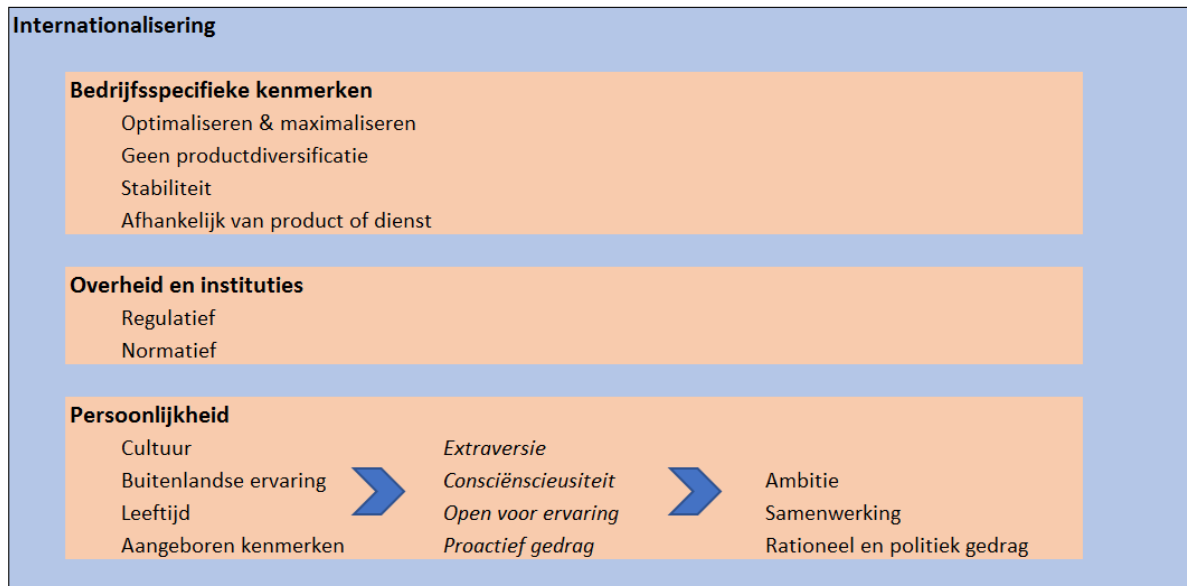 Internationalisering
Bedrijfsspecifieke kenmerken
Optimaliseren & maximaliseren
Geen productdiversificatie
Stabiliteit
Afhankelijk van product of dienst
Overheid en instituties
Regulatief
Normatief
Persoonlijkheid
Cultuur Extraversie
Buitenlandse ervaring Consciënscieusiteit Ambitie
Leeftijd Open voor ervaring Samenwerking
Aangeboren kenmerken Proactief gedrag Rationeel en politiek gedrag